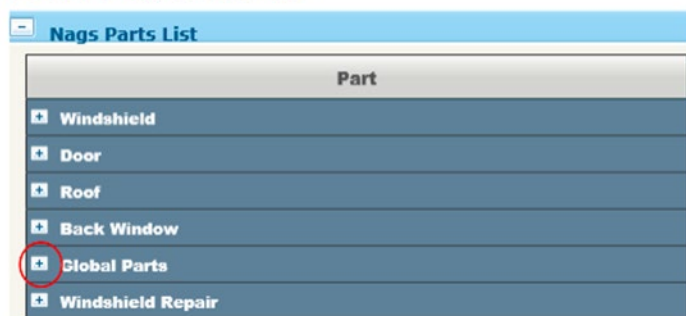 Nags Parts List
Part
Windshield
Door
Roof
Back Window
Global Parts
Windshield Repair